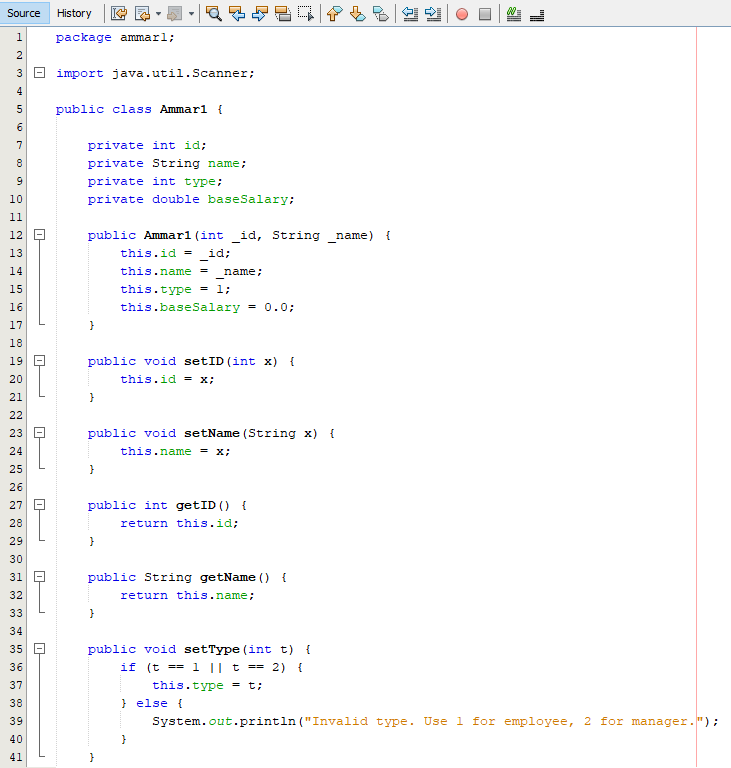 Source History
1 package ammar1;
2
3 import java.util.Scanner;
4
5 public class Ammar1 {
6
7 private int id;
8 private String name;
9 private int type;
10 private double baseSalary;
11
12 public Ammar1(int _id, String _name) {
13 this.id = _id;
14 this.name = _name;
15 this.type = 1;
16 this.baseSalary = 0.0;
17 }
18
19 public void setID(int x) {
20 this.id = x;
21 }
22
23 public void setName(String x) {
24 this.name = x;
25 }
26
27 public int getID() {
28 return this.id;
29 }
30
31 public String getName() {
32 return this.name;
33 }
34
35 public void setType(int t) {
36 if (t == 1 || t == 2) {
37 this.type = t;
38 } else {
39 System.out.println("Invalid type. Use 1 for employee, 2 for manager.");
40 }
41 }